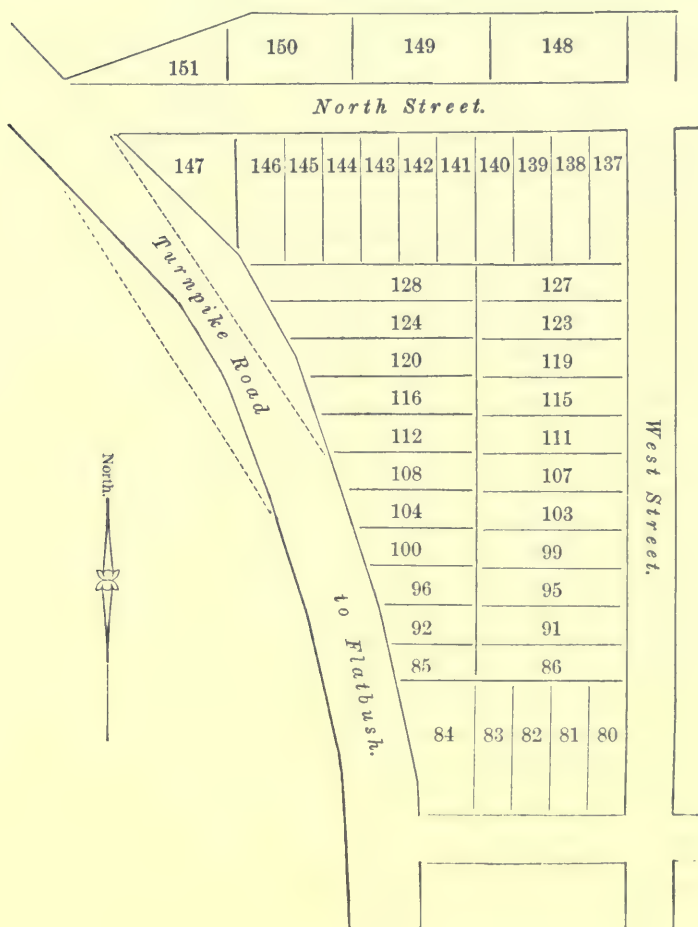 150 149 148
151
North Street.
147 146 145 144 143 142 141 140 139 138 137
Turnpike Road
128 127
124 123
120 119
116 115
112 111
108 107
104 103
100 99
96 95
92 91
85 86
84 83 82 81 80
to Flatbush.
West Street.
North.